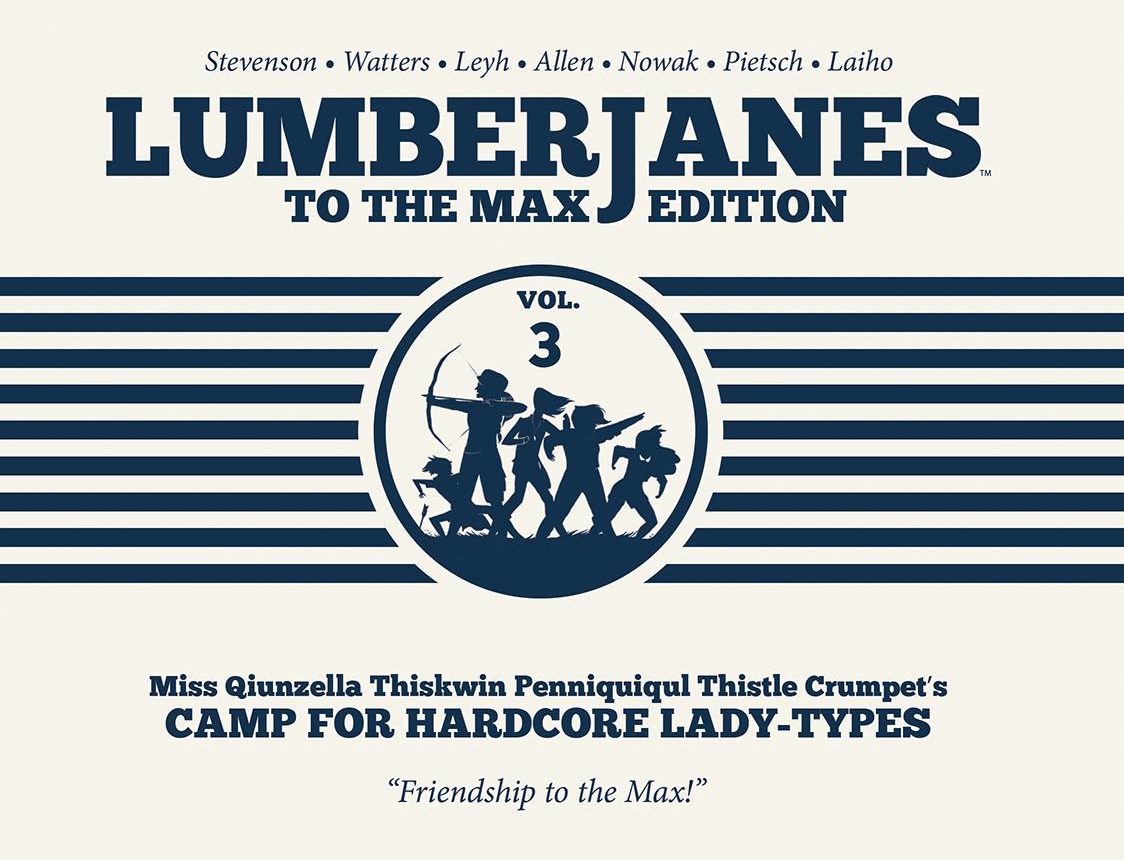 Stevenson • Watters • Leyh • Allen • Nowak • Pietsch • Laiho
LUMBERJANES™
TO THE MAX EDITION
VOL.
3
Miss Qiunzella Thiskwin Penniquiqul Thistle Crumpet's
CAMP FOR HARDCORE LADY-TYPES
“Friendship to the Max!”